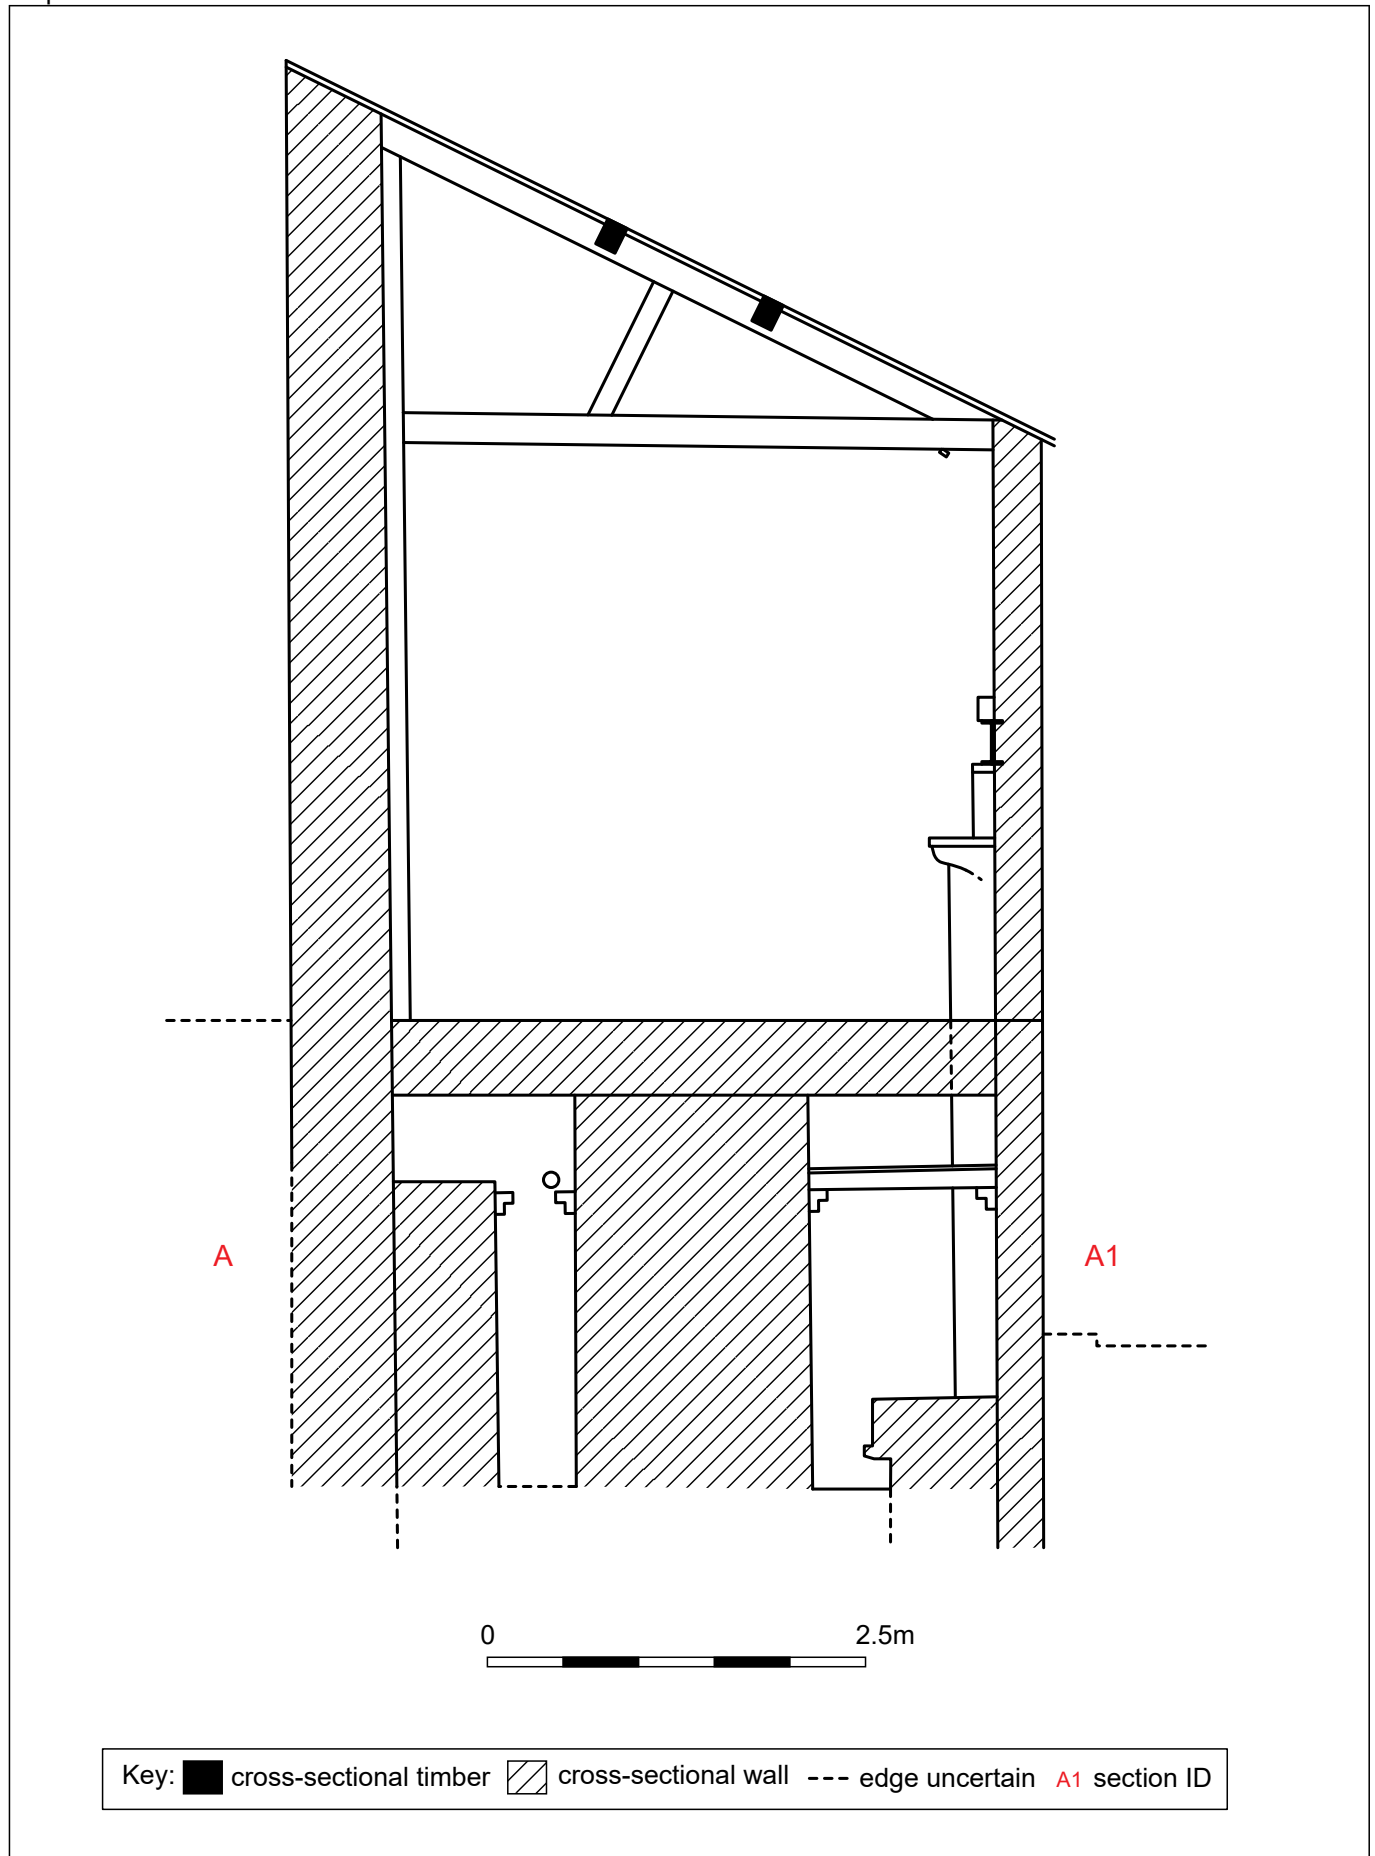 A
A1
0 2.5m
Key: cross-sectional timber cross-sectional wall edge uncertain A1 section ID